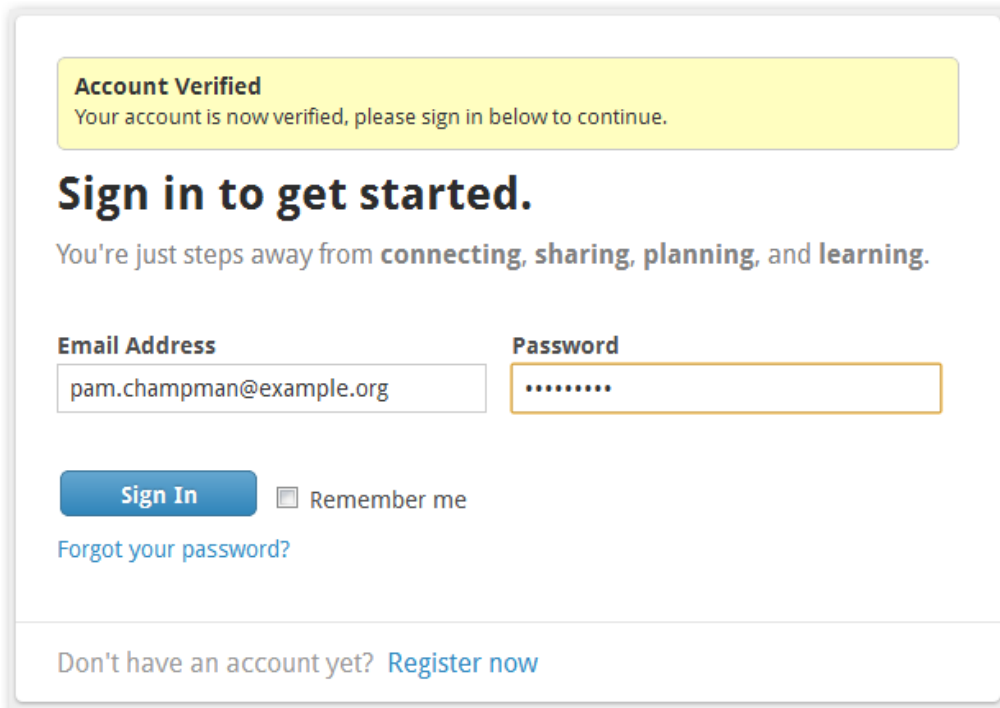 Account Verified
Your account is now verified, please sign in below to continue.
Sign in to get started.
You're just steps away from connecting, sharing, planning, and learning.
Email Address
Password
pam.champman@example.org
•••••••••
Sign In
Remember me
Forgot your password?
Don't have an account yet? Register now